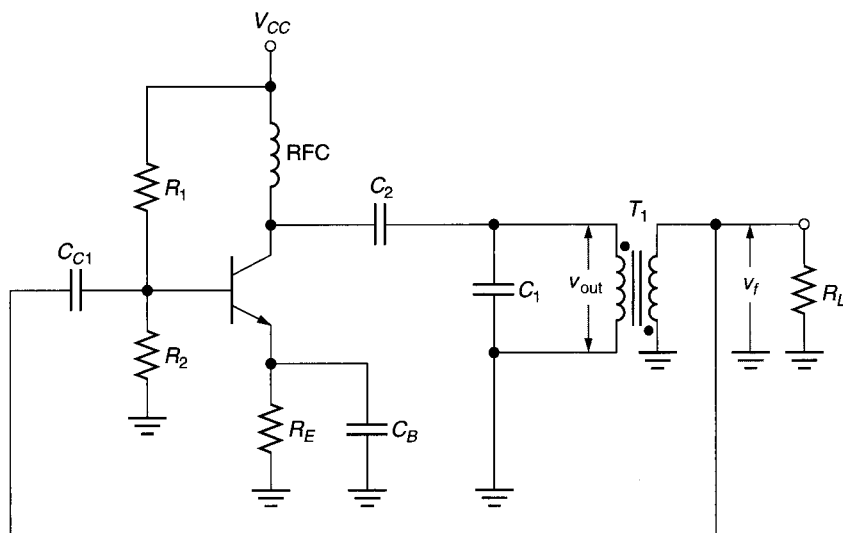 V_CC
RFC
R_1
C_2
T_1
C_C1
C_1
v_out
v_f
R_L
R_2
R_E
C_B